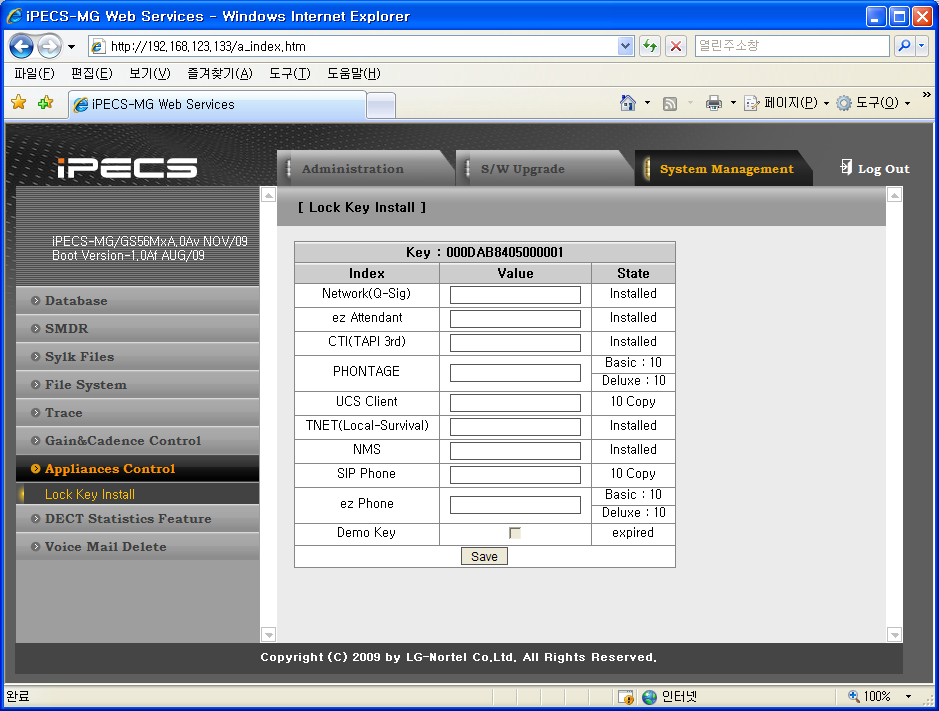 iPECS-MG Web Services - Windows Internet Explorer
http://192,168,123,133/a_index,htm
열린주소창
파일(F) 편집(E) 보기(V) 즐겨찾기(A) 도구(T) 도움말(H)
iPECS-MG Web Services
페이지(P) 도구(O) »
iPECS
Administration S/W Upgrade System Management Log Out
[ Lock Key Install ]
iPECS-MG/GS56MxA,0Av NOV/09
Boot Version-1,0Af AUG/09
Database
SMDR
Sylk Files
File System
Trace
Gain&Cadence Control
Appliances Control
Lock Key Install
DECT Statistics Feature
Voice Mail Delete
Key : 000DAB8405000001
Index Value State
Network(Q-Sig) Installed
ez Attendant Installed
CTI(TAPI 3rd) Installed
PHONTAGE Basic : 10
Deluxe : 10
UCS Client 10 Copy
TNET(Local-Survival) Installed
NMS Installed
SIP Phone 10 Copy
ez Phone Basic : 10
Deluxe : 10
Demo Key expired
Save
Copyright (C) 2009 by LG-Nortel Co,Ltd, All Rights Reserved,
완료 인터넷 100%